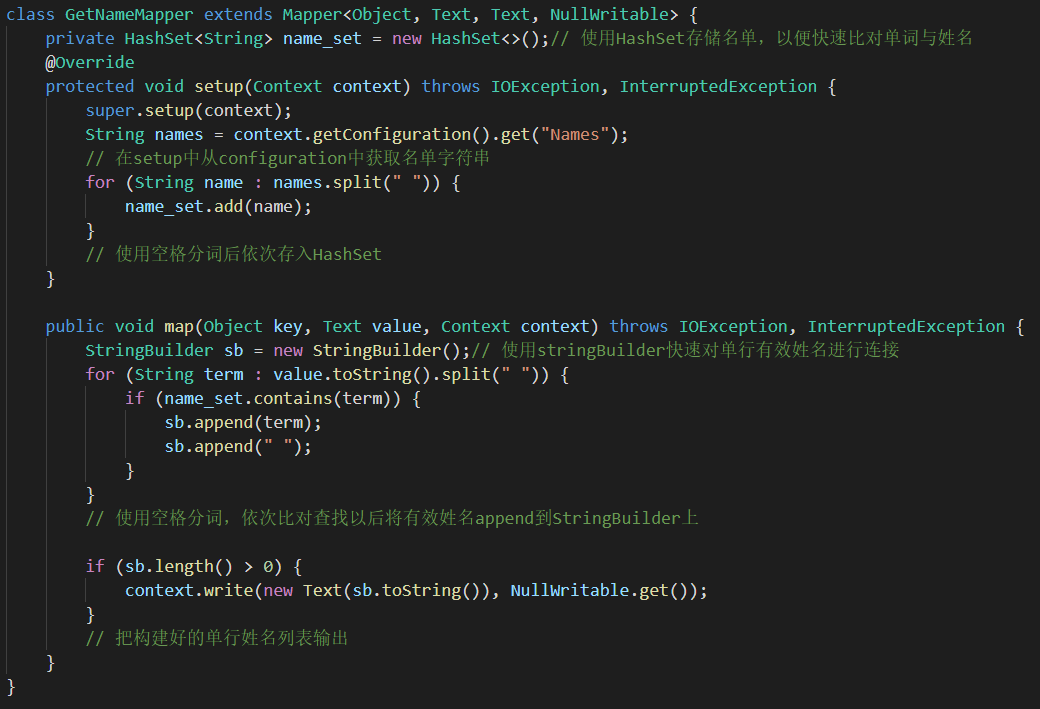 class GetNameMapper extends Mapper<Object, Text, Text, NullWritable> {
    private HashSet<String> name_set = new HashSet<>();// 使用HashSet存储名单，以便快速比对单词与姓名
    @Override
    protected void setup(Context context) throws IOException, InterruptedException {
        super.setup(context);
        String names = context.getConfiguration().get("Names");
        // 在setup中从configuration中获取名单字符串
        for (String name : names.split(" ")) {
            name_set.add(name);
        }
        // 使用空格分词后依次存入HashSet
    }

    public void map(Object key, Text value, Context context) throws IOException, InterruptedException {
        StringBuilder sb = new StringBuilder();// 使用stringBuilder快速对单行有效姓名进行连接
        for (String term : value.toString().split(" ")) {
            if (name_set.contains(term)) {
                sb.append(term);
                sb.append(" ");
            }
        }
        // 使用空格分词，依次比对查找以后将有效姓名append到StringBuilder上

        if (sb.length() > 0) {
            context.write(new Text(sb.toString()), NullWritable.get());
        }
        // 把构建好的单行姓名列表输出
    }
}